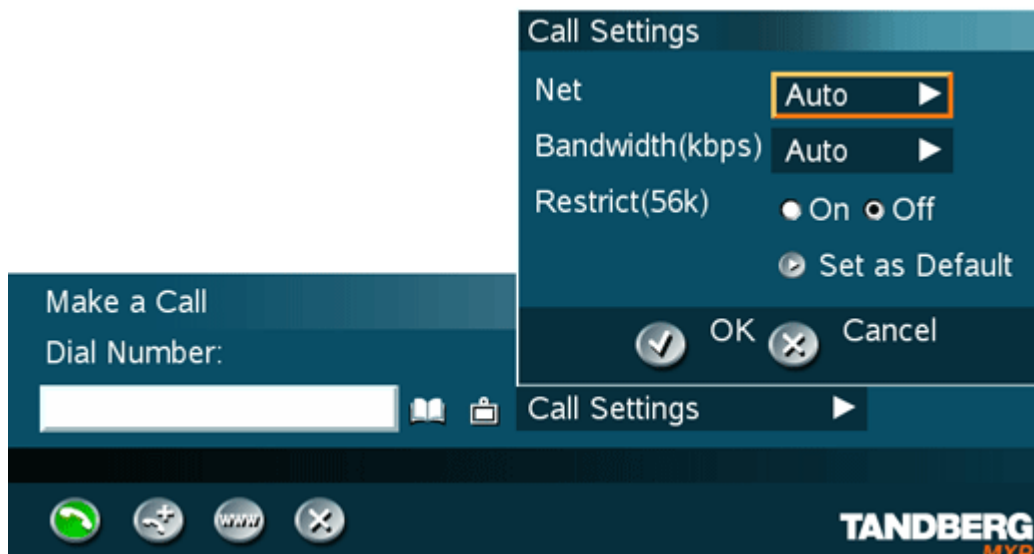 Call Settings
Net Auto
Bandwidth(kbps) Auto
Restrict(56k) On Off
Set as Default
OK Cancel
Make a Call
Dial Number:
Call Settings
www
TANDBERG
MXP